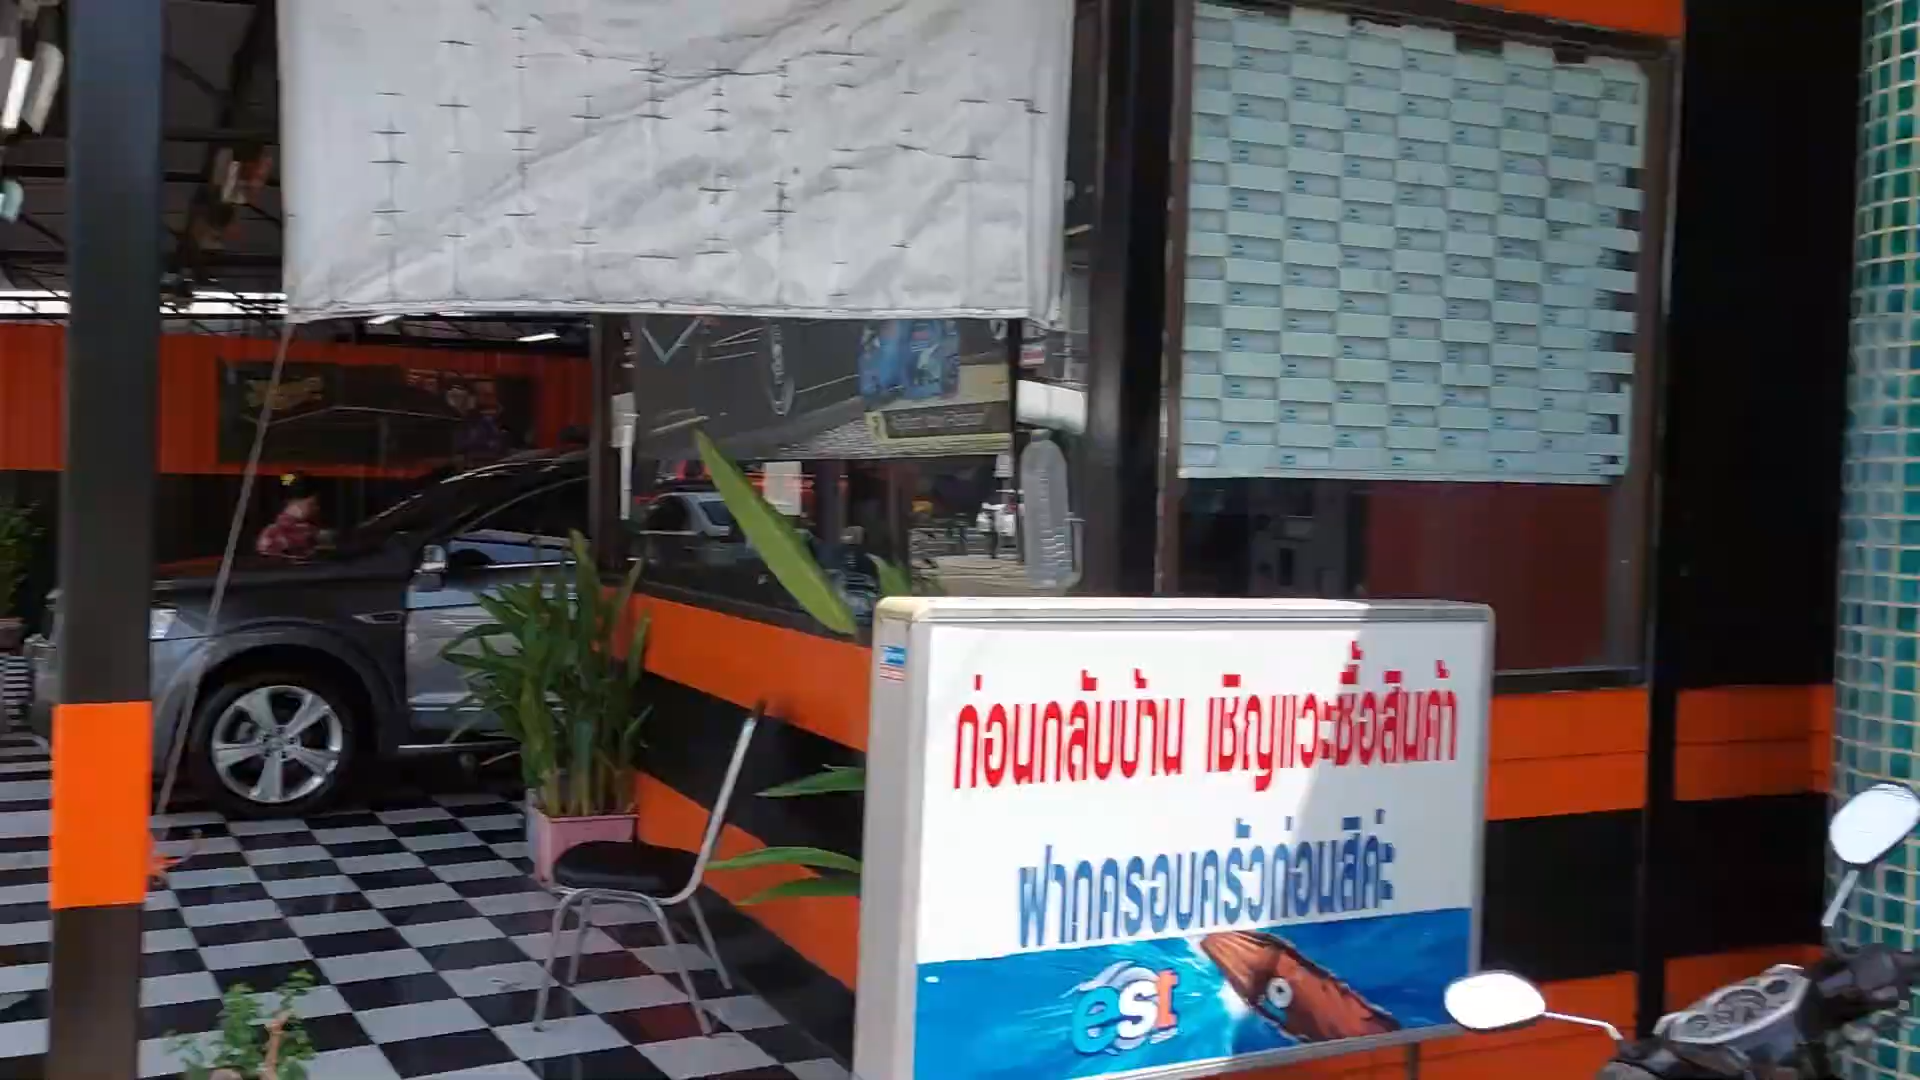 ก่อนกลับบ้าน เชิญแวะซื้อสินค้า
ฝากครอบครัวก่อนสิค่ะ
est